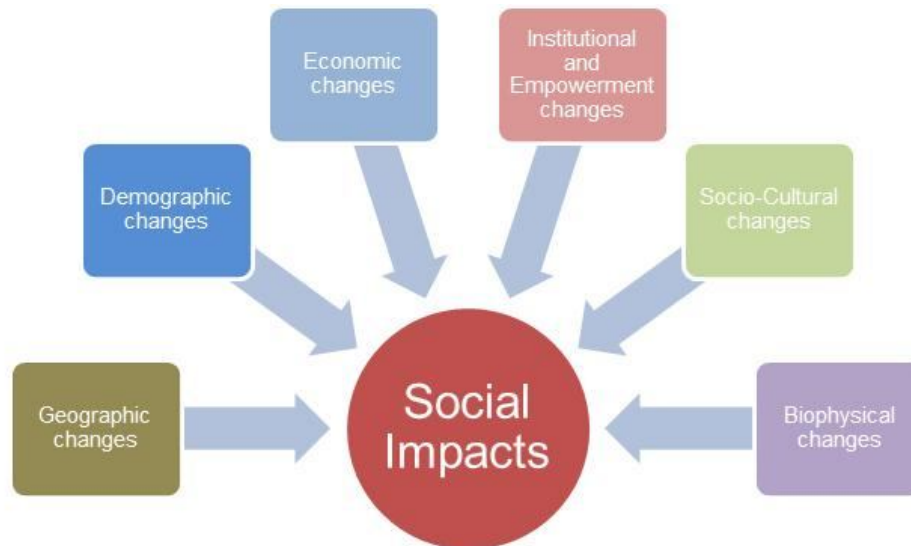 Economic
changes
Institutional
and
Empowerment
changes
Demographic
changes
Socio-Cultural
changes
Geographic
changes
Social
Impacts
Biophysical
changes